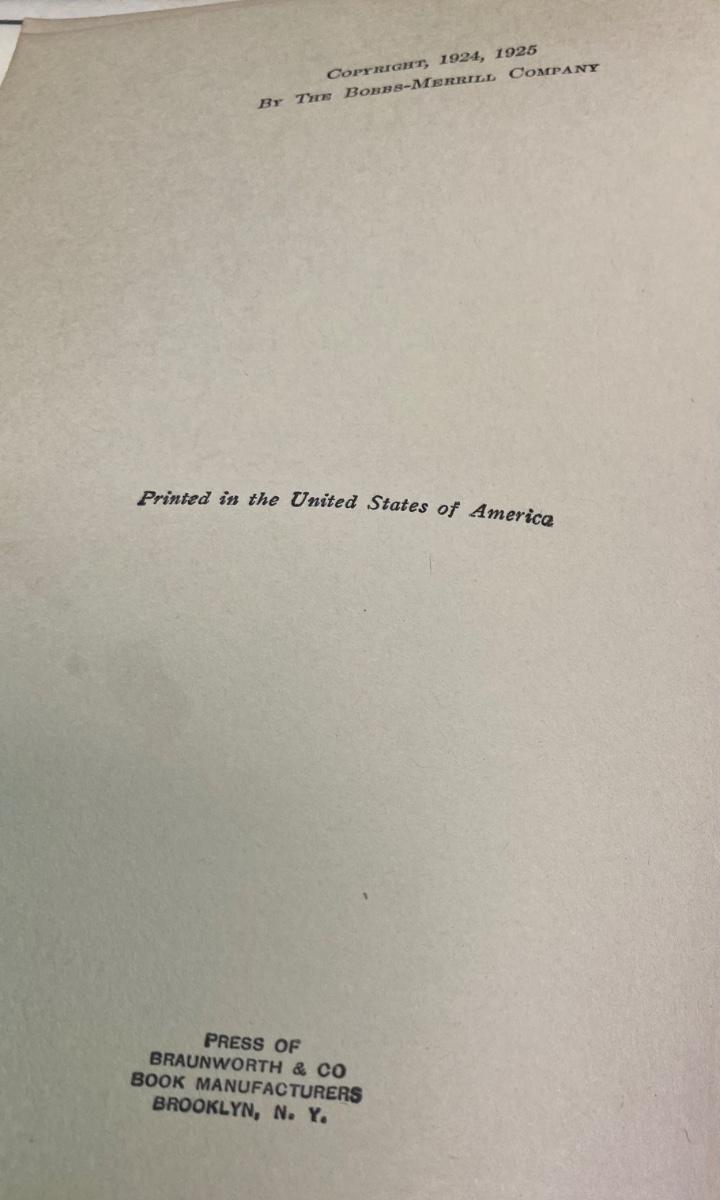 Copyright, 1924, 1925
By The Bobbs-Merrill Company
Printed in the United States of America
PRESS OF
BRAUNWORTH & CO
BOOK MANUFACTURERS
BROOKLYN, N. Y.